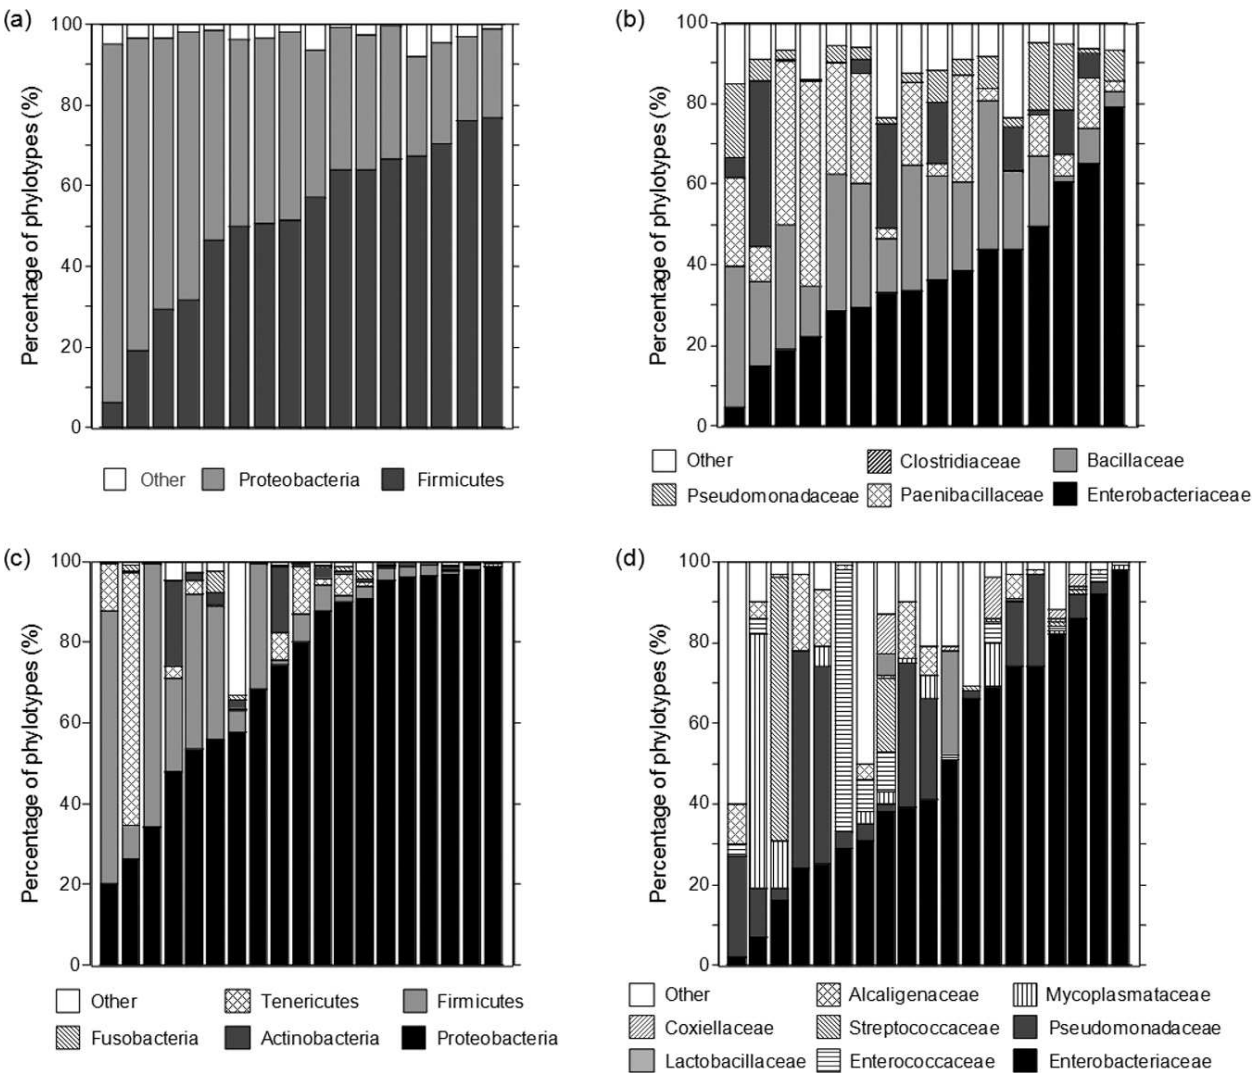 (a)
100
80
60
40
20
0
Percentage of phylotypes (%)
Other Proteobacteria Firmicutes
(b)
100
80
60
40
20
0
Percentage of phylotypes (%)
Other Clostridiaceae Bacillaceae
Pseudomonadaceae Paenibacillaceae Enterobacteriaceae
(c)
100
80
60
40
20
0
Percentage of phylotypes (%)
Other Tenericutes Firmicutes
Fusobacteria Actinobacteria Proteobacteria
(d)
100
80
60
40
20
0
Percentage of phylotypes (%)
Other Alcaligenaceae Mycoplasmataceae
Coxiellaceae Streptococcaceae Pseudomonadaceae
Lactobacillaceae Enterococcaceae Enterobacteriaceae